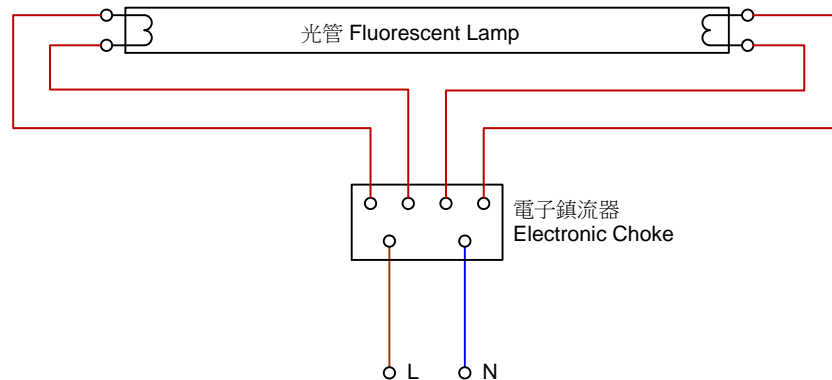 光管 Fluorescent Lamp
電子鎮流器
Electronic Choke
L
N